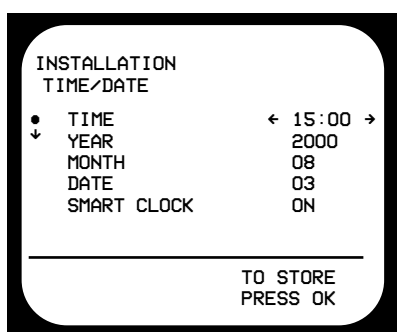 INSTALLATION
TIME/DATE
TIME ← 15:00 →
YEAR 2000
MONTH 08
DATE 03
SMART CLOCK ON
TO STORE
PRESS OK